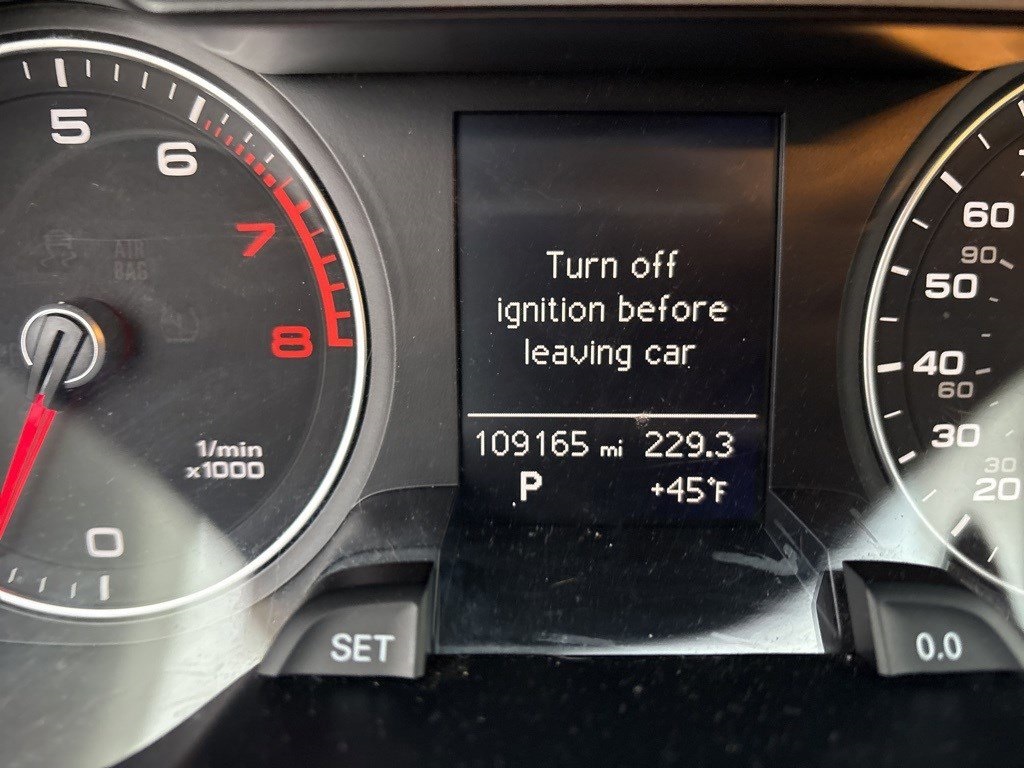 5
6
7
8
AIR
BAG
1/min
x1000
0
Turn off
ignition before
leaving car
109165 mi 229.3
P +45°F
SET
0.0
60
90
50
40
60
30
30
20